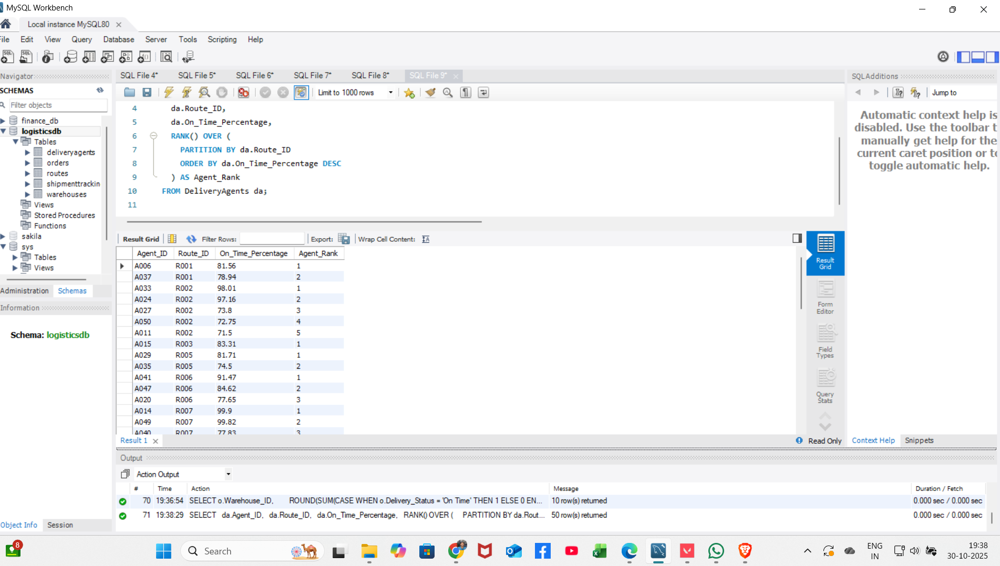 MySQL Workbench
Local instance MySQL80
File Edit View Query Database Server Tools Scripting Help
Navigator
SCHEMAS
Filter objects
finance_db
logisticsdb
Tables
deliveryagents
orders
routes
shipmenttrackin
warehouses
Views
Stored Procedures
Functions
sakila
sys
Tables
Views
Administration Schemas
Information
Schema: logisticsdb
Object Info Session
SQL File 4* SQL File 5* SQL File 6* SQL File 7* SQL File 8* SQL File 9*
Limit to 1000 rows
4 da.Route_ID,
5 da.On_Time_Percentage,
6 RANK() OVER (
7 PARTITION BY da.Route_ID
8 ORDER BY da.On_Time_Percentage DESC
9 ) AS Agent_Rank
10 FROM DeliveryAgents da;
11
Result Grid Filter Rows: Export: Wrap Cell Content:
Agent_ID Route_ID On_Time_Percentage Agent_Rank
A006 R001 81.56 1
A037 R001 78.94 2
A033 R002 98.01 1
A024 R002 97.16 2
A027 R002 73.8 3
A050 R002 72.75 4
A011 R002 71.5 5
A015 R003 83.31 1
A029 R005 81.71 1
A035 R005 74.5 2
A041 R006 91.47 1
A047 R006 84.62 2
A020 R006 77.65 3
A014 R007 99.9 1
A049 R007 99.82 2
A040 R007 77.83 3
Result 1
Read Only
Result
Grid
Form
Editor
Field
Types
Query
Stats
SQLAdditions
Jump to
Automatic context help is
disabled. Use the toolbar t
manually get help for the
current caret position or to
toggle automatic help.
Context Help Snippets
Output
Action Output
# Time Action Message Duration / Fetch
70 19:36:54 SELECT o.Warehouse_ID, ROUND(SUM(CASE WHEN o.Delivery_Status = 'On Time' THEN 1 ELSE 0 EN... 10 row(s) returned 0.000 sec / 0.000 sec
71 19:38:29 SELECT da.Agent_ID, da.Route_ID, da.On_Time_Percentage, RANK() OVER ( PARTITION BY da.Rout... 50 row(s) returned 0.000 sec / 0.000 sec
8
Search
ENG
IN
19:38
30-10-2025